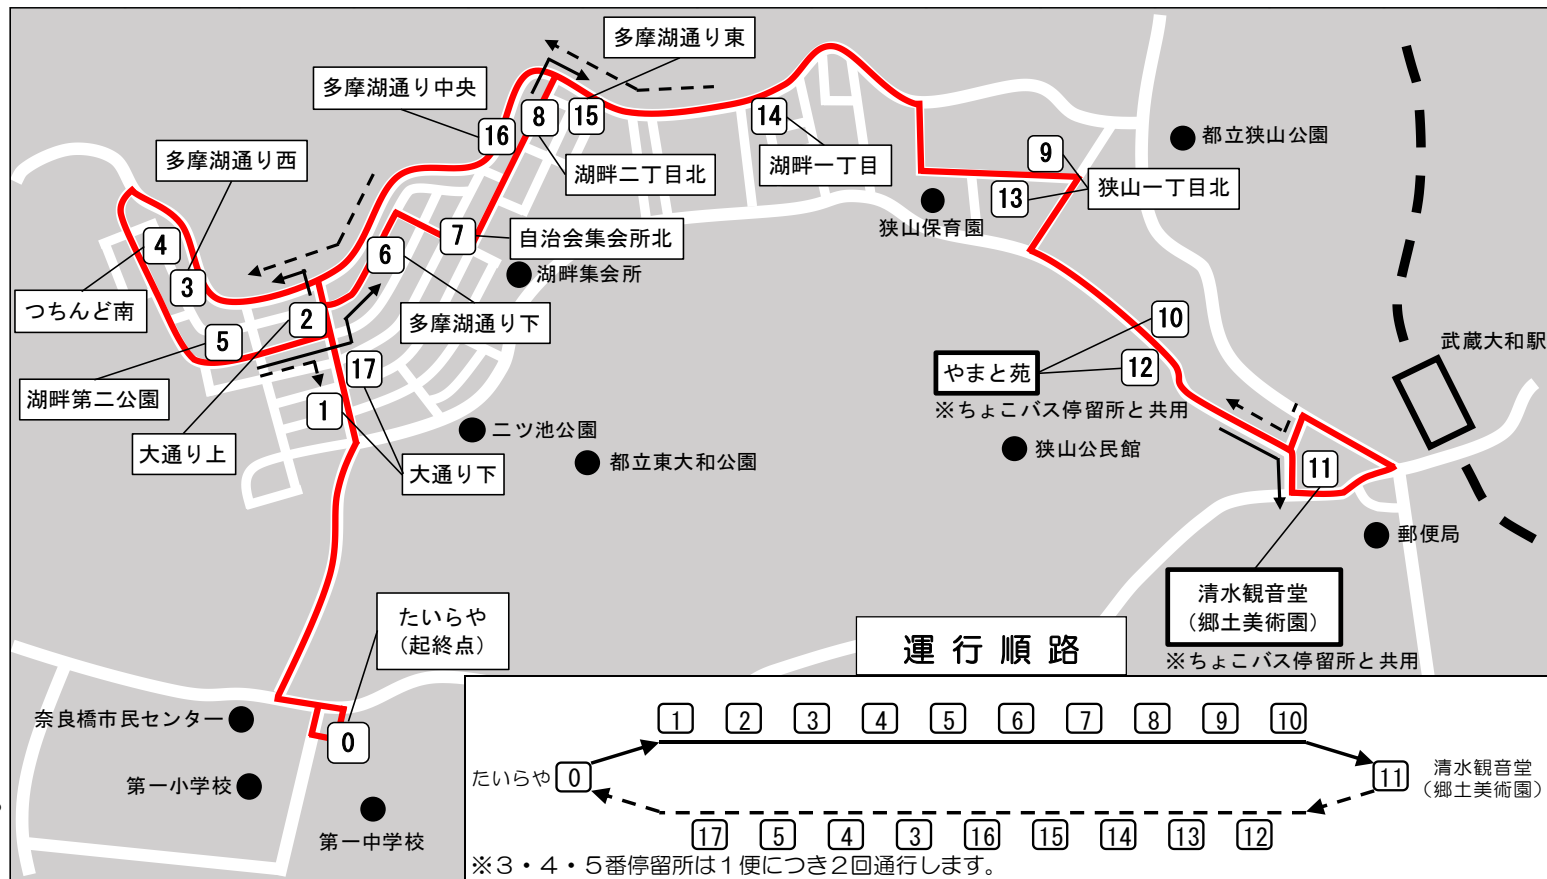 多摩湖通り東
多摩湖通り中央
多摩湖通り西
16
8
15
14
湖畔二丁目北
湖畔一丁目
9
13
狭山一丁目北
都立狭山公園
狭山保育園
4
3
つちんど南
7
自治会集会所北
6
湖畔集会所
多摩湖通り下
2
5
17
1
湖畔第二公園
大通り上
大通り下
二ツ池公園
都立東大和公園
10
12
やまと苑
※ちょこバス停留所と共用
狭山公民館
武蔵大和駅
11
郵便局
清水観音堂
(郷土美術園)
※ちょこバス停留所と共用
たいらや
(起終点)
0
奈良橋市民センター
第一小学校
第一中学校
運行順路
1 2 3 4 5 6 7 8 9 10
たいらや 0
11 清水観音堂
(郷土美術園)
17 5 4 3 16 15 14 13 12
※3・4・5番停留所は1便につき2回通行します。